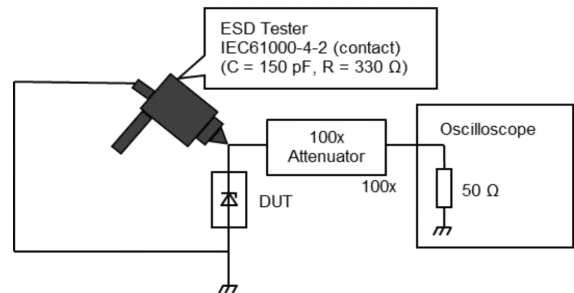 ESD Tester
IEC61000-4-2 (contact)
(C = 150 pF, R = 330 Ω)
100x
Attenuator
100x
Oscilloscope
50 Ω
DUT